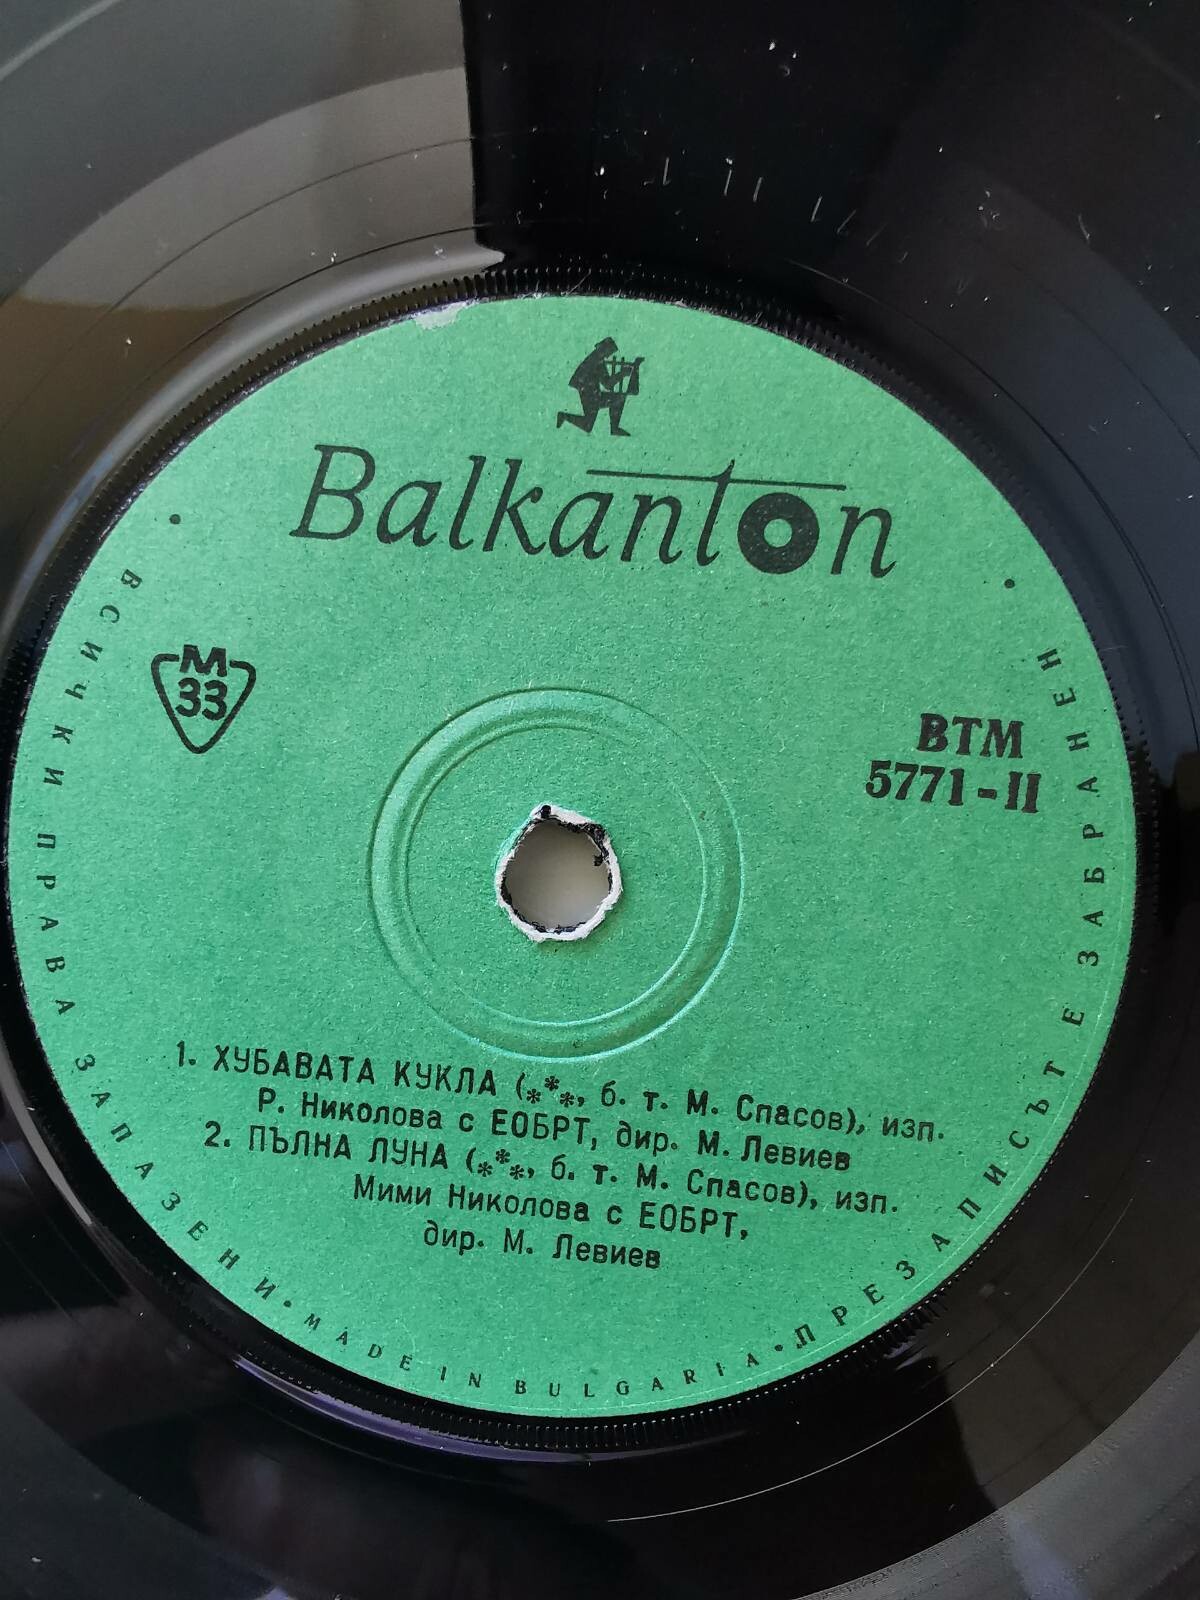 Balkanton
М
33
ВТМ
5771-II
1. ХУБАВАТА КУКЛА (***, б. т. М. Спасов), изп.
Р. Николова с ЕОБРТ, дир. М. Левиев
2. ПЪЛНА ЛУНА (***, б. т. М. Спасов), изп.
Мими Николова с ЕОБРТ,
дир. М. Левиев
• ВСИЧКИ ПРАВА ЗАПАЗЕНИ • MADE IN BULGARIA • ПРЕЗАПИСЪТ Е ЗАБРАНЕН •